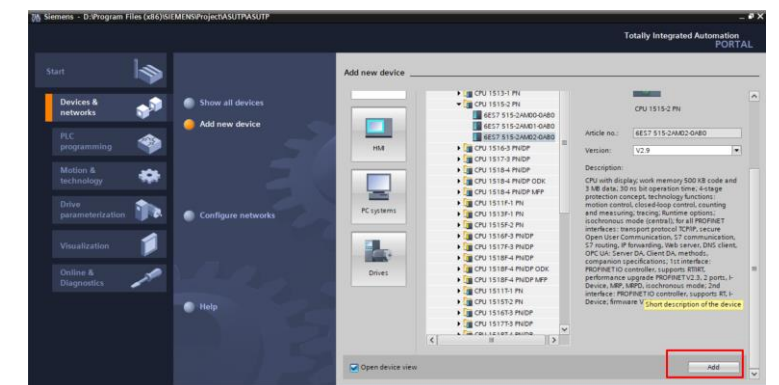 Siemens - D:\Program Files (x86)\SIEMENS\Project\ASUTP\ASUTP
Totally Integrated Automation
PORTAL
Start
Devices &
networks
PLC
programming
Motion &
technology
Drive
parameterization
Visualization
Online &
Diagnostics
Show all devices
Add new device
Configure networks
Help
Add new device
HMI
PC systems
Drives
CPU 1513-1 PN
CPU 1515-2 PN
6ES7 515-2AM00-0AB0
6ES7 515-2AM01-0AB0
6ES7 515-2AM02-0AB0
CPU 1516-3 PN/DP
CPU 1517-3 PN/DP
CPU 1518-4 PN/DP
CPU 1518-4 PN/DP ODK
CPU 1518-4 PN/DP MFP
CPU 1511F-1 PN
CPU 1513F-1 PN
CPU 1515F-2 PN
CPU 1516F-3 PN/DP
CPU 1517F-3 PN/DP
CPU 1518F-4 PN/DP
CPU 1518F-4 PN/DP ODK
CPU 1518F-4 PN/DP MFP
CPU 1511T-1 PN
CPU 1515T-2 PN
CPU 1516T-3 PN/DP
CPU 1517T-3 PN/DP
CPU 1515-2 PN
Article no.: 6ES7 515-2AM02-0AB0
Version: V2.9
Description:
CPU with display; work memory 500 KB code and
3 MB data; 30 ns bit operation time; 4-stage
protection concept, technology functions:
motion control, closed-loop control, counting
and measuring; tracing; Runtime options;
isochronous mode (central); for all PROFINET
interfaces: transport protocol TCP/IP, secure
Open User Communication, S7 communication,
S7 routing, IP forwarding, Web server, DNS client,
OPC UA: Server DA, Client DA, methods,
companion specifications; 1st interface:
PROFINET IO controller, supports RT/IRT,
performance upgrade PROFINET V2.3, 2 ports, I-
Device, MRP, MRPD, isochronous mode; 2nd
interface: PROFINET IO controller, supports RT, I-
Device; firmware V
Short description of the device
Open device view
Add